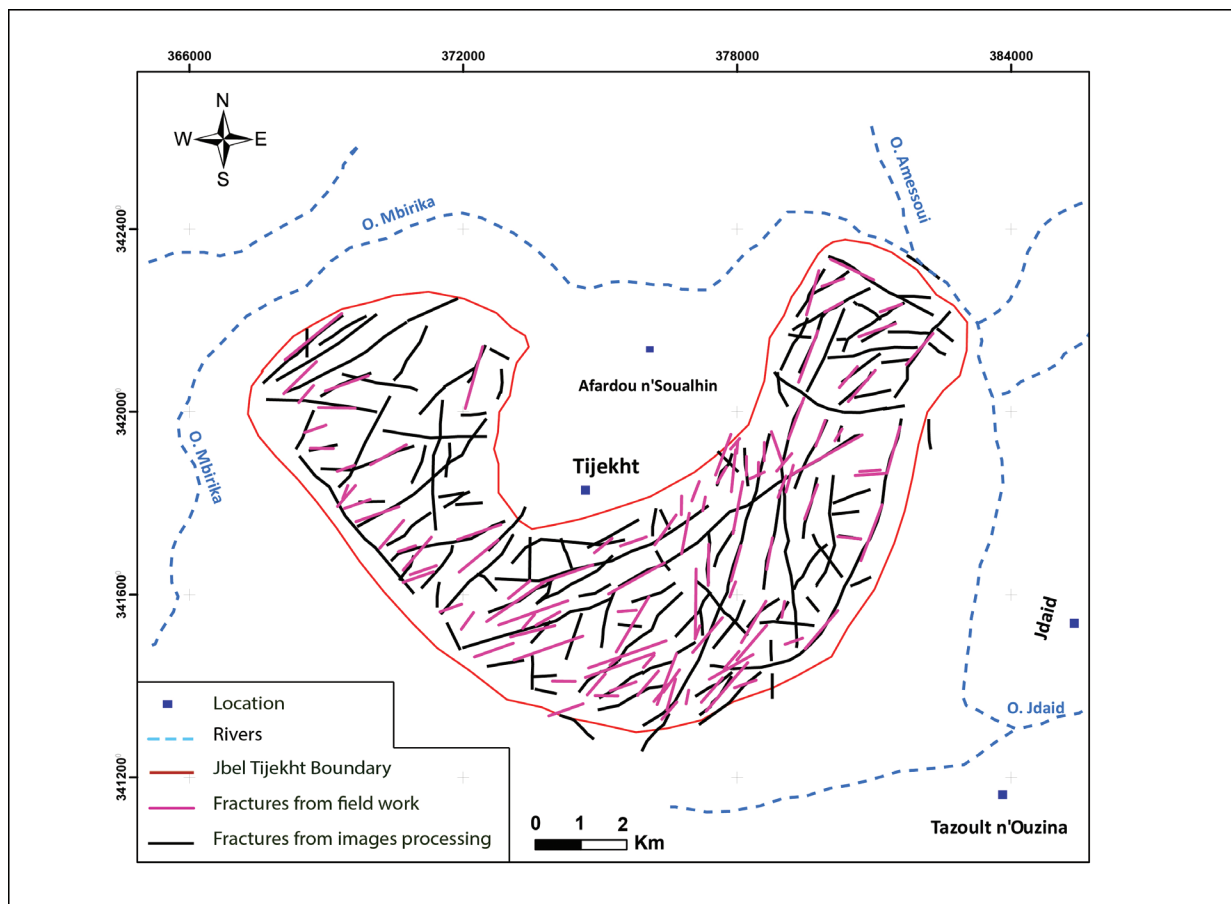 366000
372000
378000
384000
N
W
E
S
O. Amessoui
O. Mbirika
342400
Afardou n'Soualhin
342000
Tijekht
O. Mbirika
341600
Jdaid
Location
O. Jdaid
Rivers
Jbel Tijekht Boundary
341200
Fractures from field work
Tazoult n'Ouzina
0 1 2
Km
Fractures from images processing